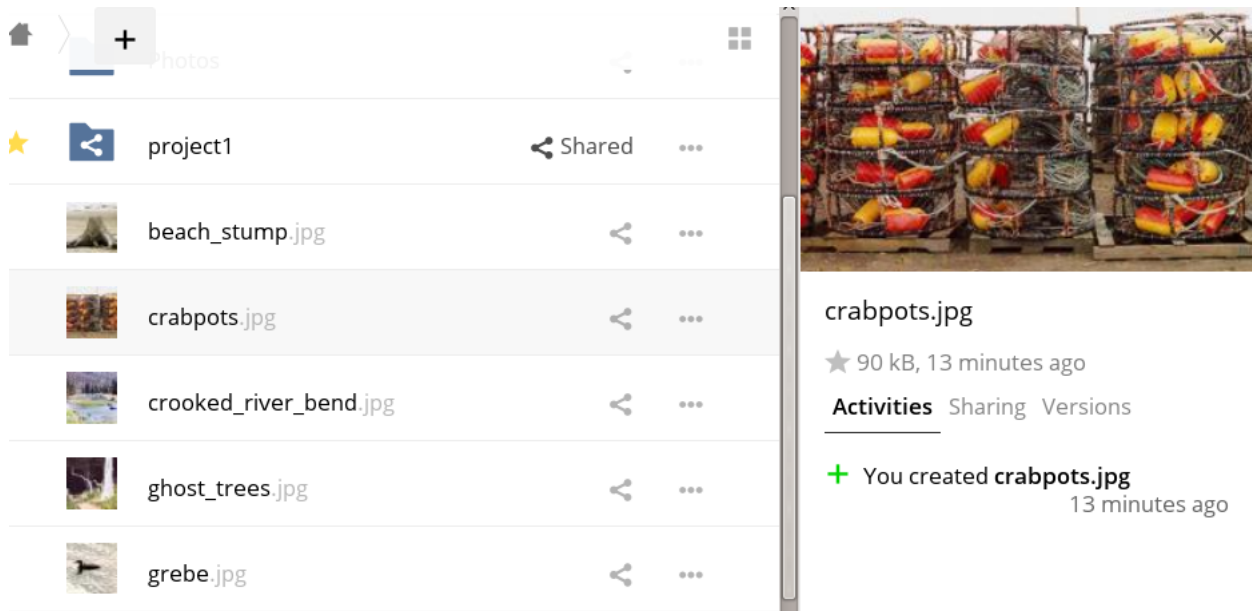 Photos
project1 Shared
beach_stump.jpg
crabpots.jpg
crooked_river_bend.jpg
ghost_trees.jpg
grebe.jpg
crabpots.jpg
90 kB, 13 minutes ago
Activities Sharing Versions
You created crabpots.jpg
13 minutes ago